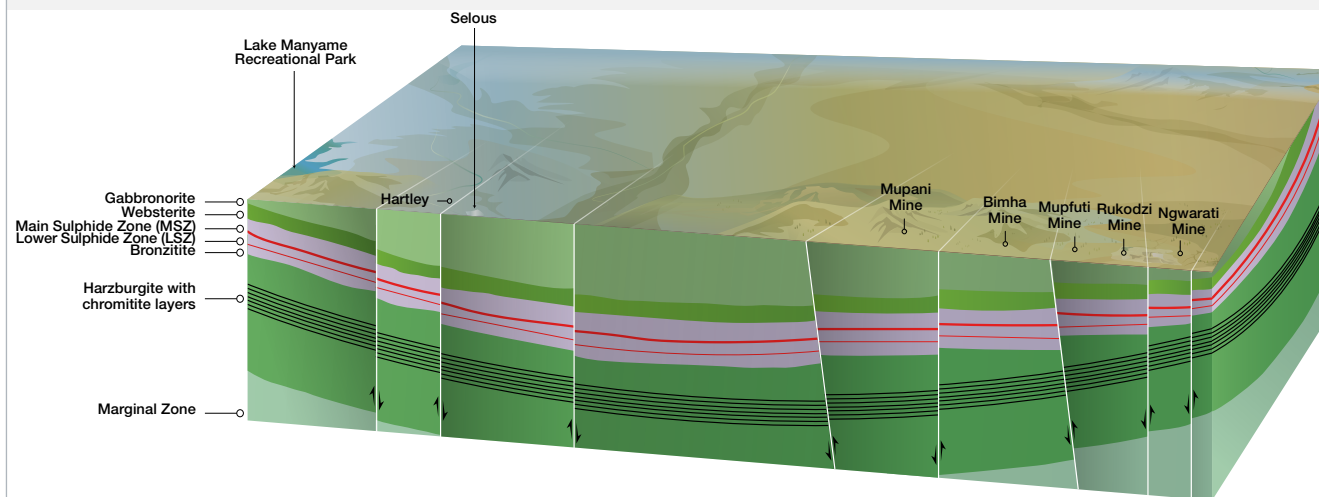 Selous
Lake Manyame
Recreational Park
Gabbronorite
Websterite
Main Sulphide Zone (MSZ)
Lower Sulphide Zone (LSZ)
Bronzitite
Harzburgite with
chromitite layers
Marginal Zone
Hartley
Mupani
Mine
Bimha
Mine
Mupfuti
Mine
Rukodzi
Mine
Ngwarati
Mine